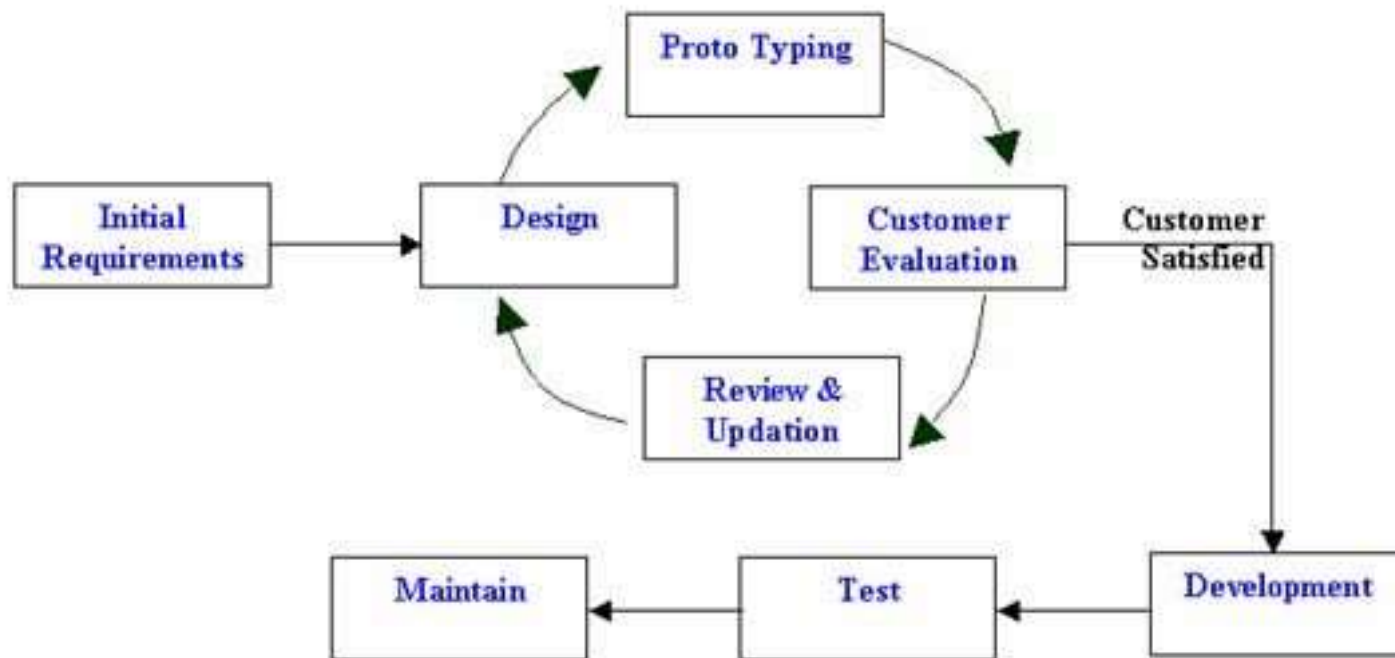 Proto Typing
Initial
Requirements
Design
Customer
Evaluation
Customer
Satisfied
Review &
Updation
Maintain
Test
Development